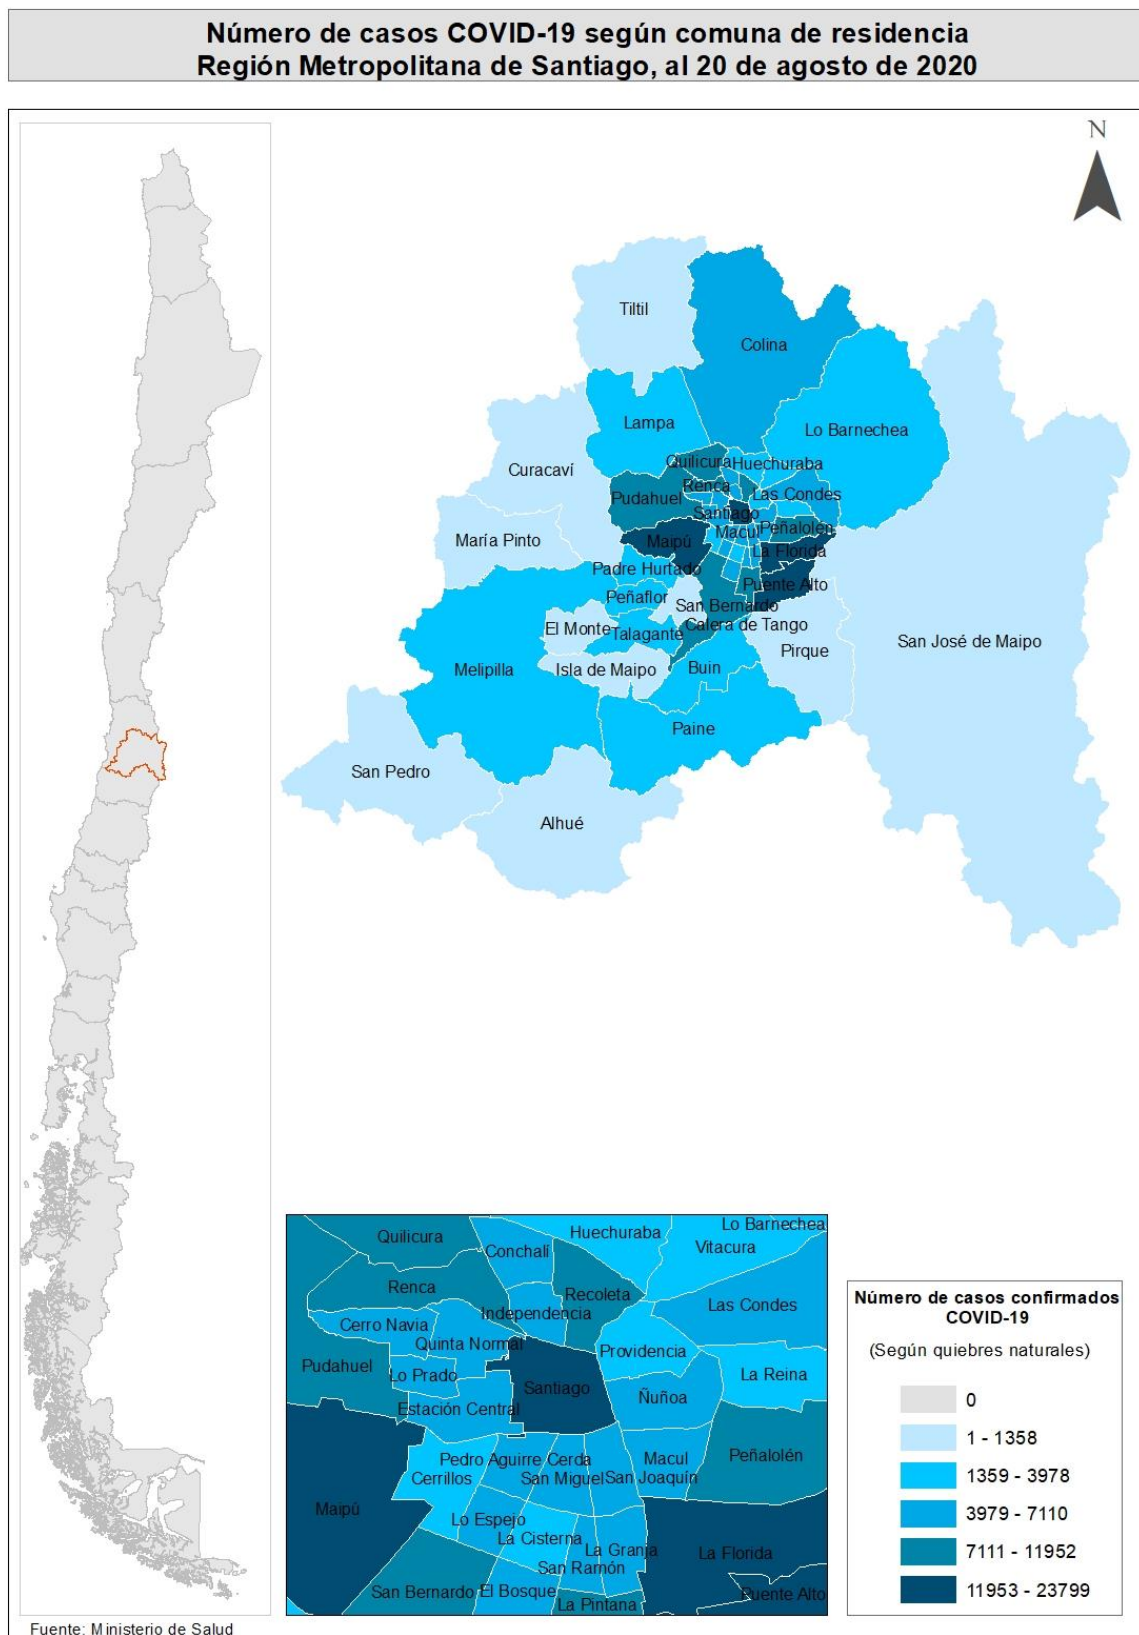 Número de casos COVID-19 según comuna de residencia
Región Metropolitana de Santiago, al 20 de agosto de 2020
N
Tiltil
Colina
Lampa
Lo Barnechea
Curacaví
Quilicura
Huechuraba
Renca
Las Condes
Pudahuel
Santiago
Peñalolén
María Pinto
Maipú
Macul
La Florida
Padre Hurtado
Puente Alto
Peñaflor
San Bernardo
El Monte
Talagante
Calera de Tango
San José de Maipo
Pirque
Melipilla
Isla de Maipo
Buin
Paine
San Pedro
Alhué
Quilicura
Conchalí
Huechuraba
Lo Barnechea
Vitacura
Renca
Recoleta
Independencia
Las Condes
Cerro Navia
Quinta Normal
Providencia
Pudahuel
Lo Prado
La Reina
Santiago
Ñuñoa
Estación Central
Pedro Aguirre Cerda
Macul
Peñalolén
Cerrillos
San Miguel
San Joaquín
Maipú
Lo Espejo
La Cisterna
La Granja
La Florida
San Ramón
San Bernardo
El Bosque
La Pintana
Puente Alto
Número de casos confirmados
COVID-19
(Según quiebres naturales)
0
1 - 1358
1359 - 3978
3979 - 7110
7111 - 11952
11953 - 23799
Fuente: Ministerio de Salud